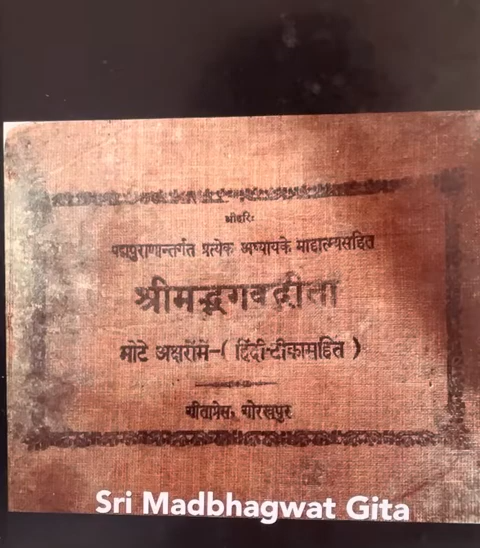 श्रीहरिः
पद्मपुराणान्तर्गत प्रत्येक अध्यायके माहात्म्यसहित
श्रीमद्भगवद्गीता
मोटे अक्षरोंमें-( हिंदी-टीकासहित )
गीताप्रेस, गोरखपुर
Sri Madbhagwat Gita